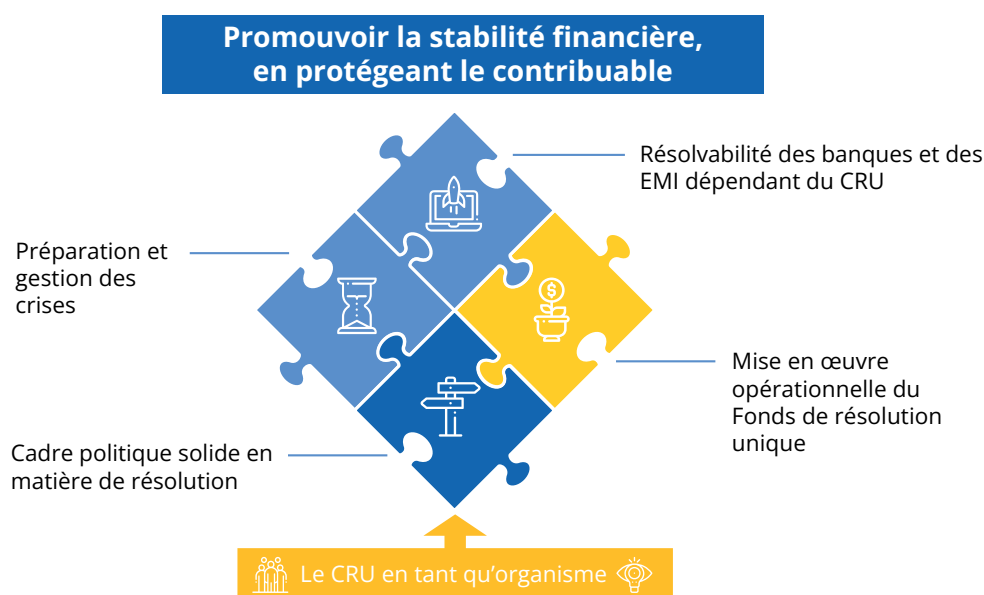 Promouvoir la stabilité financière,
en protégeant le contribuable
Résolvabilité des banques et des
EMI dépendant du CRU
Préparation et
gestion des
crises
$
Mise en œuvre
opérationnelle du
Fonds de résolution
unique
Cadre politique solide en
matière de résolution
Le CRU en tant qu'organisme